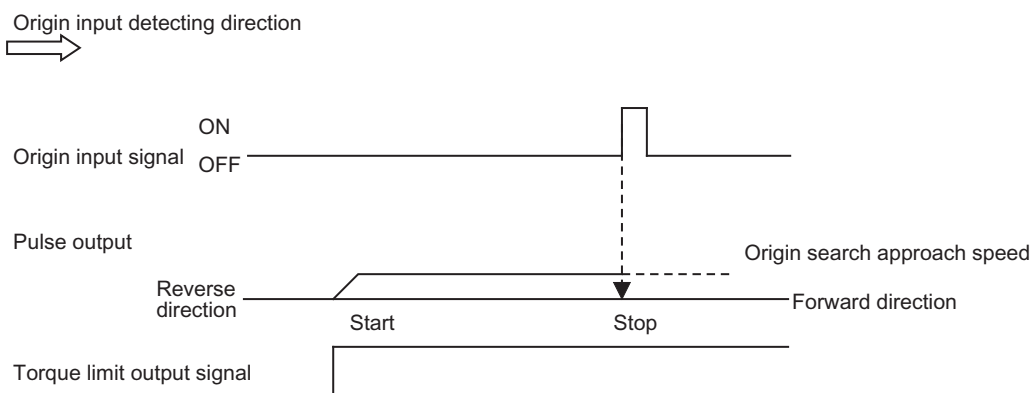 Origin input detecting direction
ON
Origin input signal
OFF
Pulse output
Origin search approach speed
Reverse
direction
Forward direction
Start
Stop
Torque limit output signal